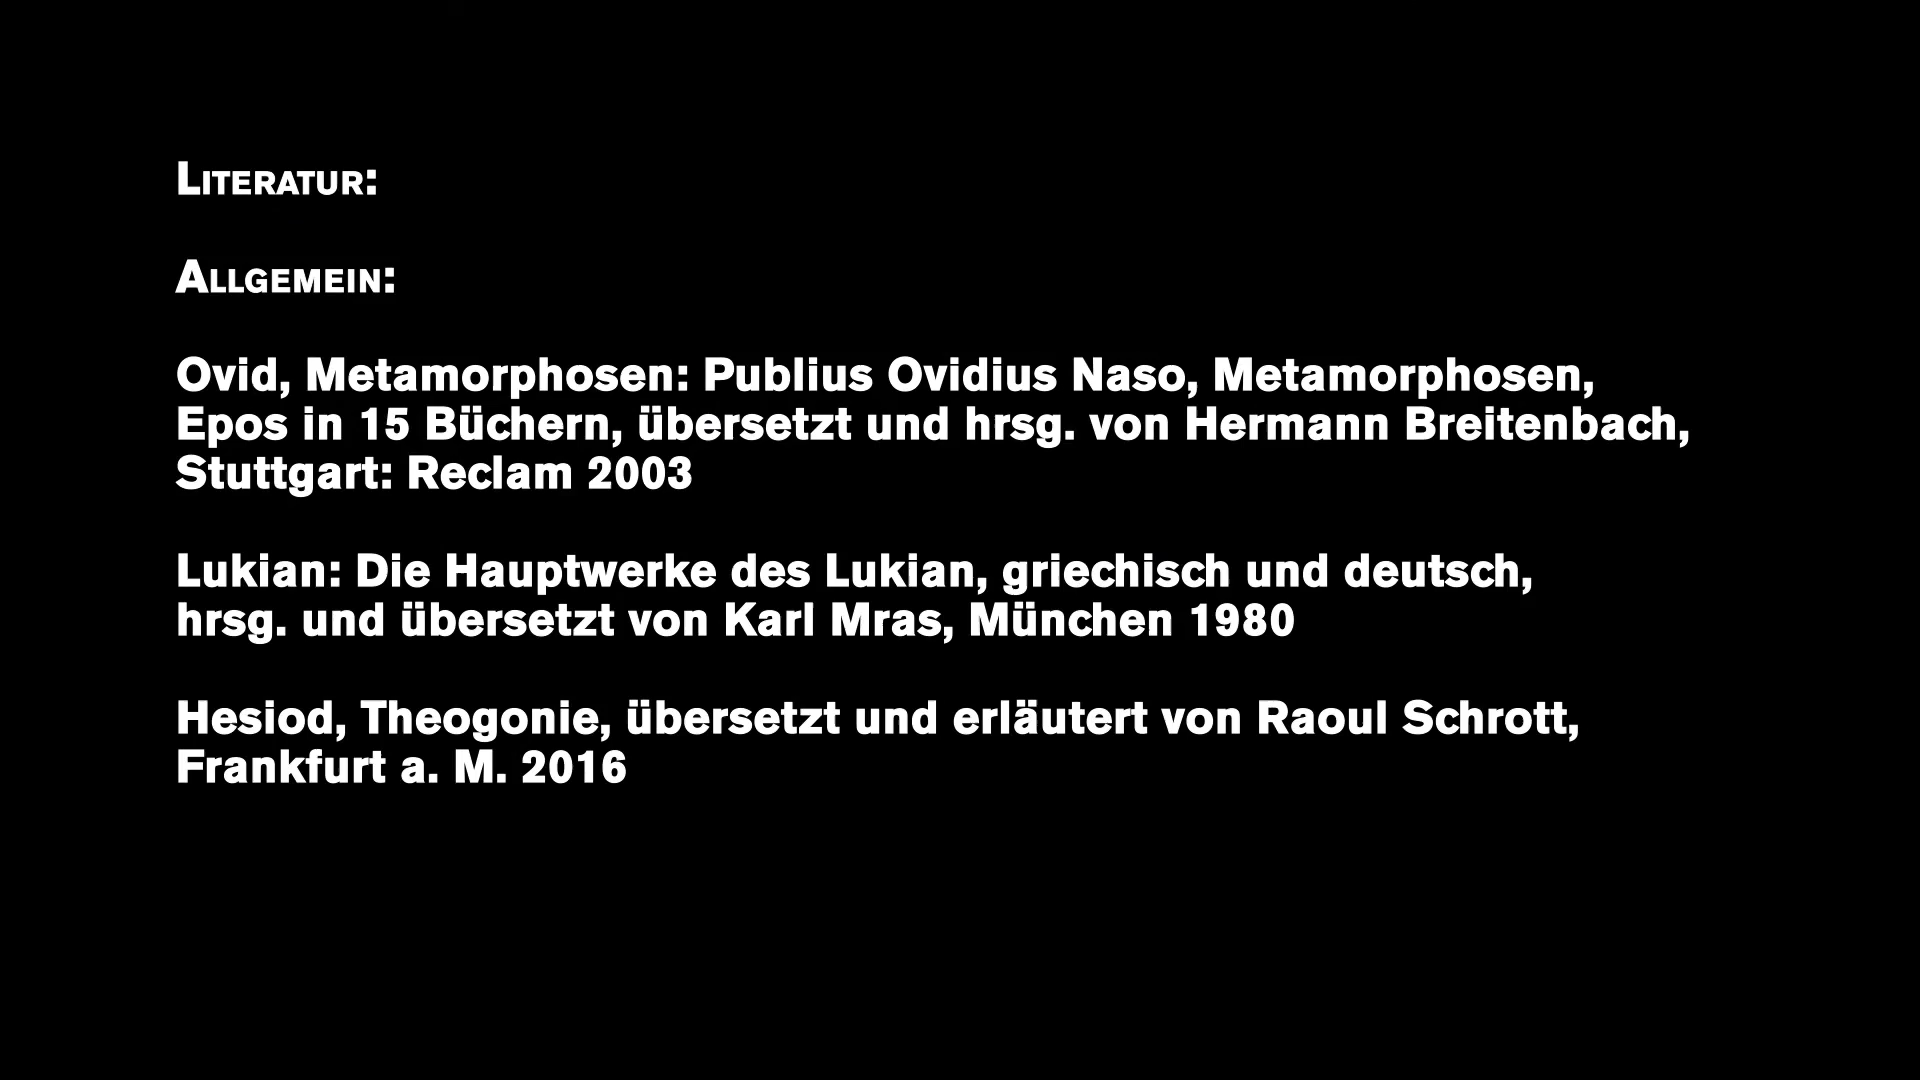 Literatur:
Allgemein:
Ovid, Metamorphosen: Publius Ovidius Naso, Metamorphosen,
Epos in 15 Büchern, übersetzt und hrsg. von Hermann Breitenbach,
Stuttgart: Reclam 2003
Lukian: Die Hauptwerke des Lukian, griechisch und deutsch,
hrsg. und übersetzt von Karl Mras, München 1980
Hesiod, Theogonie, übersetzt und erläutert von Raoul Schrott,
Frankfurt a. M. 2016